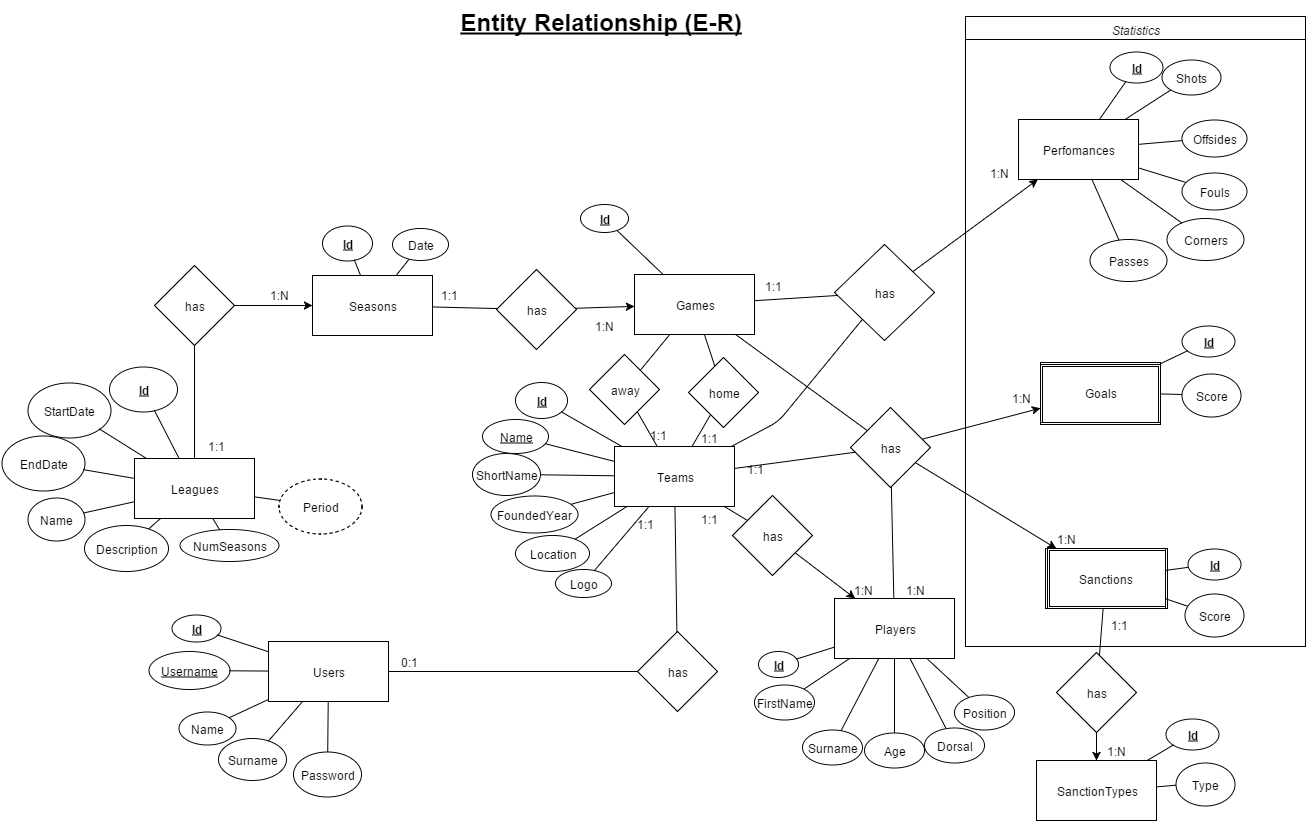 Entity Relationship (E-R)
Statistics
Id
Shots
Perfomances
Offsides
Fouls
Corners
Passes
1:N
Id
Id
Date
has
1:N
Seasons
1:1
has
1:N
Games
1:1
has
StartDate
Id
EndDate
1:1
Leagues
Name
Description
NumSeasons
Period
away
home
Id
Name
ShortName
FoundedYear
Location
Logo
1:1
1:1
Teams
1:1
1:1
1:1
has
1:N
Goals
Id
Score
has
1:N
1:N
Players
1:N
Sanctions
Id
Score
1:1
Id
Username
Name
Surname
Password
Users
0:1
has
Id
FirstName
Surname
Age
Dorsal
Position
has
1:N
SanctionTypes
Id
Type